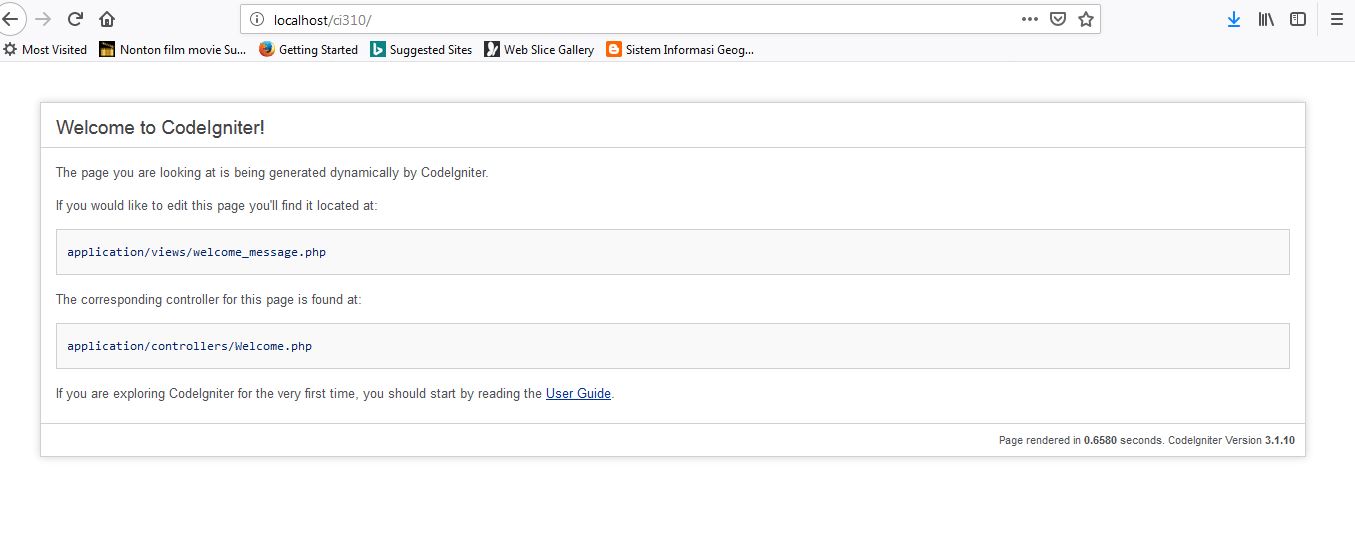 localhost/ci310/
Most Visited Nonton film movie Su... Getting Started Suggested Sites Web Slice Gallery Sistem Informasi Geog...
Welcome to CodeIgniter!
The page you are looking at is being generated dynamically by CodeIgniter.
If you would like to edit this page you'll find it located at:
application/views/welcome_message.php
The corresponding controller for this page is found at:
application/controllers/Welcome.php
If you are exploring CodeIgniter for the very first time, you should start by reading the User Guide.
Page rendered in 0.6580 seconds. CodeIgniter Version 3.1.10